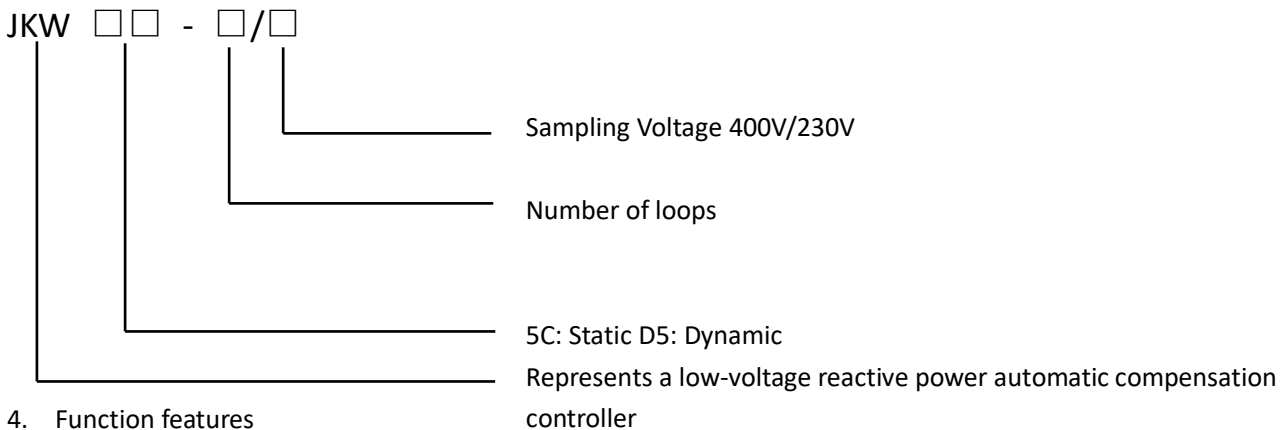 JKW □□ - □/□
Sampling Voltage 400V/230V
Number of loops
5C: Static D5: Dynamic
Represents a low-voltage reactive power automatic compensation
controller
4. Function features